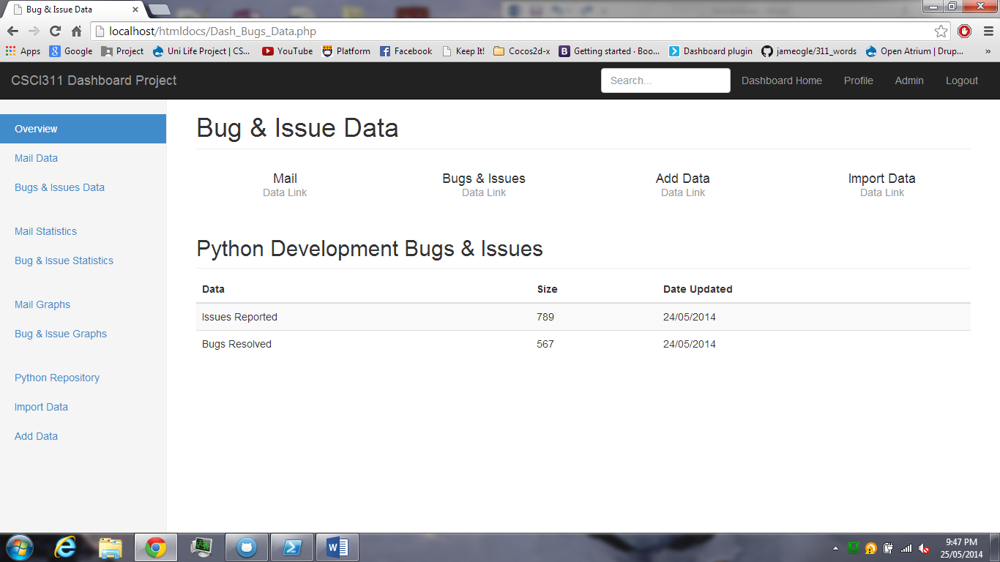 Bug & Issue Data
localhost/htmldocs/Dash_Bugs_Data.php
Apps Google Project Uni Life Project | CS... YouTube Platform Facebook Keep It! Cocos2d-x Getting started · Boo... Dashboard plugin jameogle/311_words Open Atrium | Drup... »
CSCI311 Dashboard Project Search... Dashboard Home Profile Admin Logout
Overview
Mail Data
Bugs & Issues Data
Mail Statistics
Bug & Issue Statistics
Mail Graphs
Bug & Issue Graphs
Python Repository
Import Data
Add Data
Bug & Issue Data
Mail Bugs & Issues Add Data Import Data
Data Link Data Link Data Link Data Link
Python Development Bugs & Issues
Data Size Date Updated
Issues Reported 789 24/05/2014
Bugs Resolved 567 24/05/2014
9:47 PM
25/05/2014